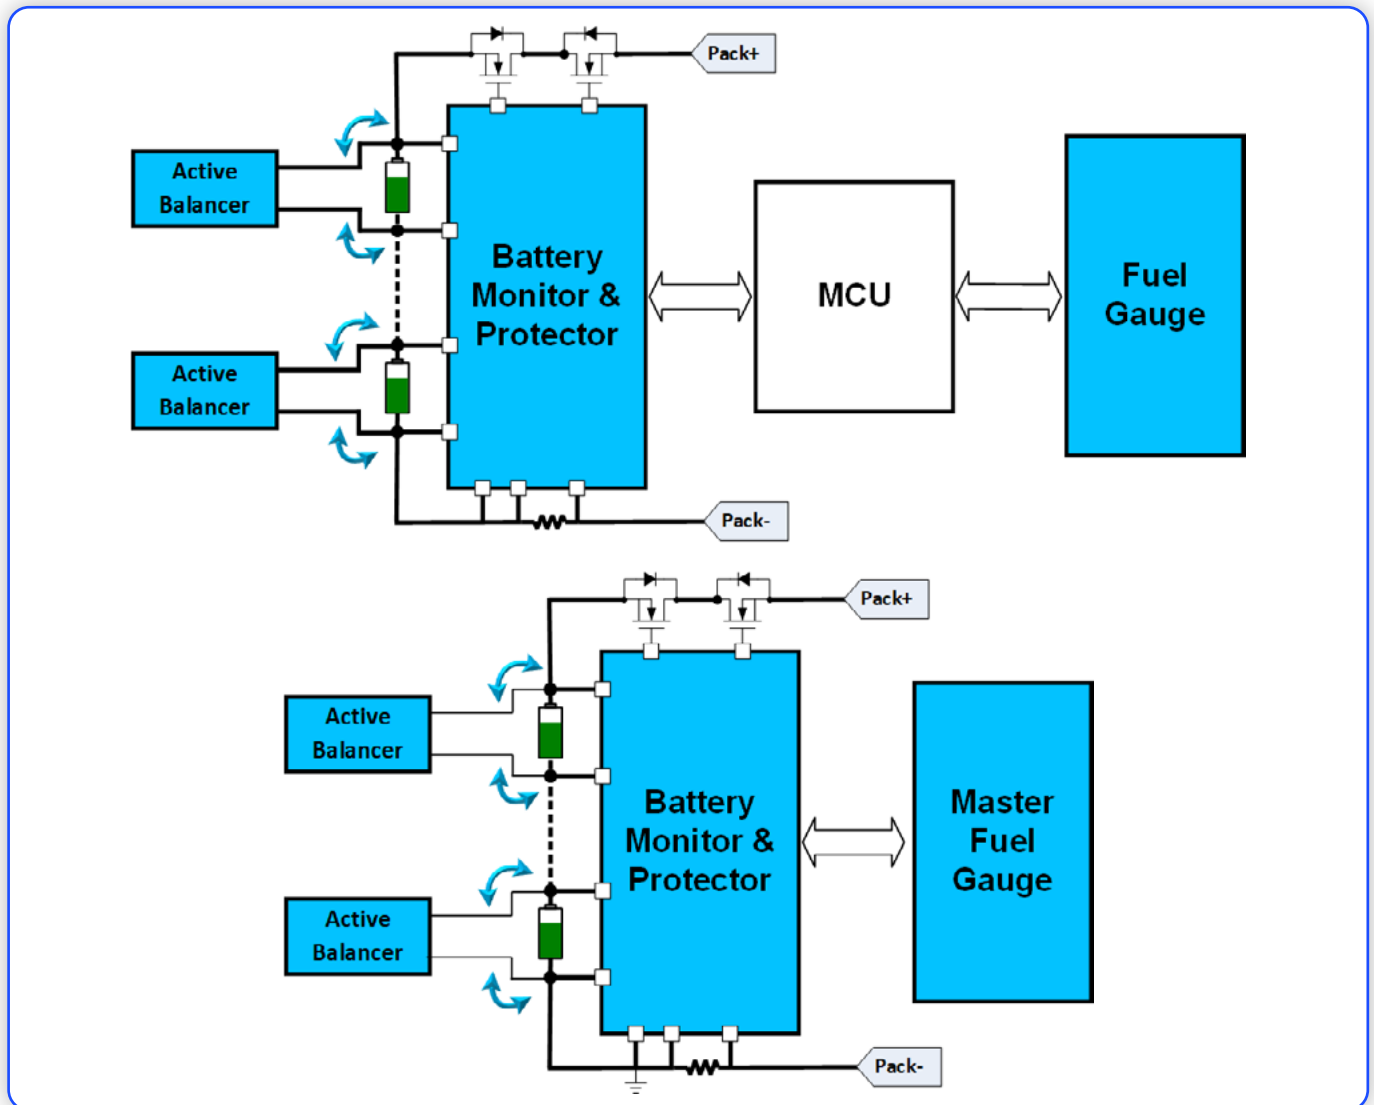 Pack+
Active
Balancer
Battery
Monitor &
Protector
MCU
Fuel
Gauge
Active
Balancer
Pack-
Pack+
Active
Balancer
Battery
Monitor &
Protector
Master
Fuel
Gauge
Active
Balancer
Pack-